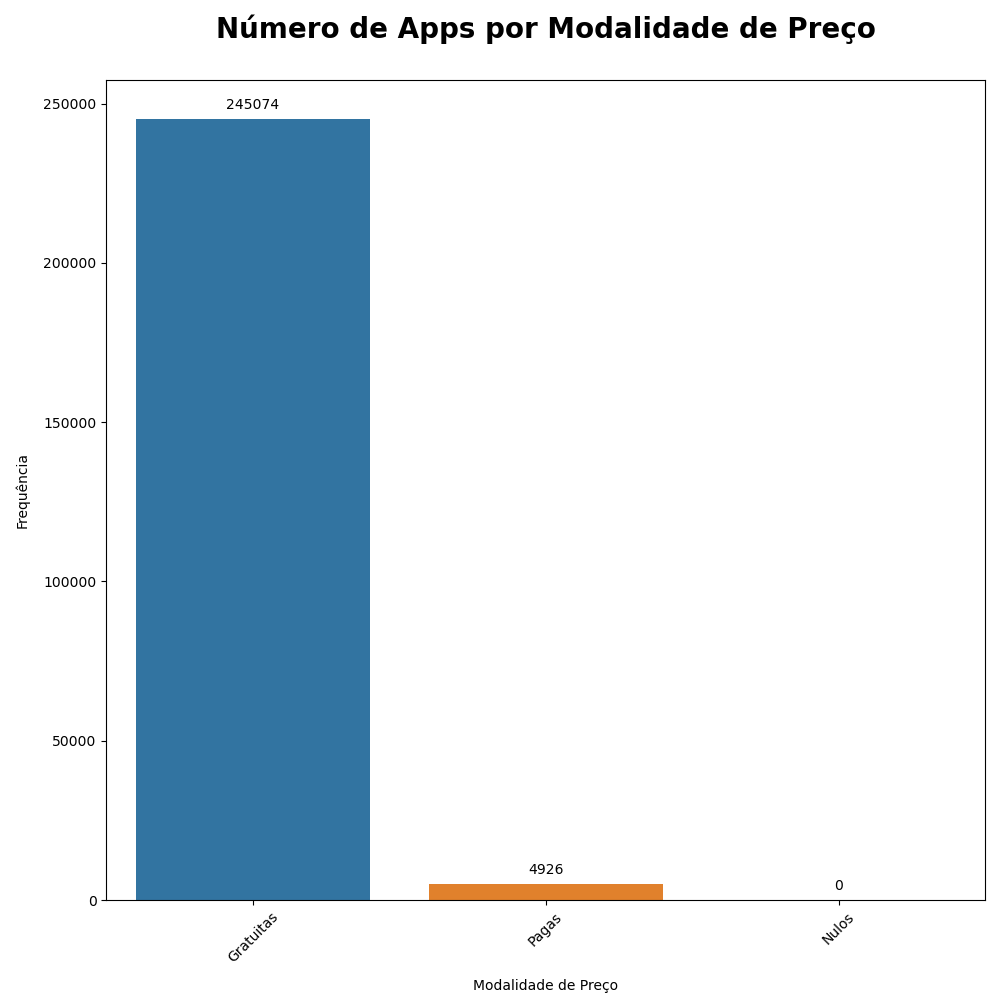 Número de Apps por Modalidade de Preço
250000
245074
200000
150000
Frequência
100000
50000
4926
0
0
Gratuitas
Pagas
Nulos
Modalidade de Preço